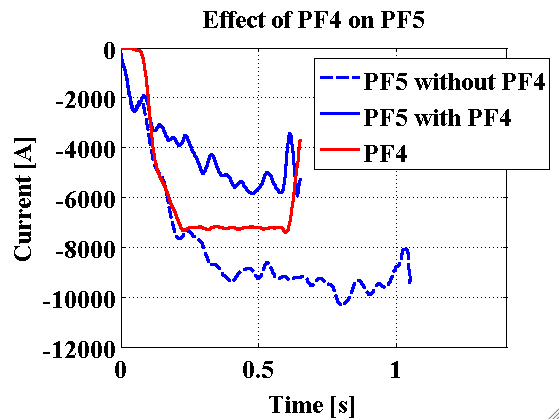 Effect of PF4 on PF5
PF5 without PF4
PF5 with PF4
PF4
Current [A]
0
-2000
-4000
-6000
-8000
-10000
-12000
0
0.5
1
Time [s]